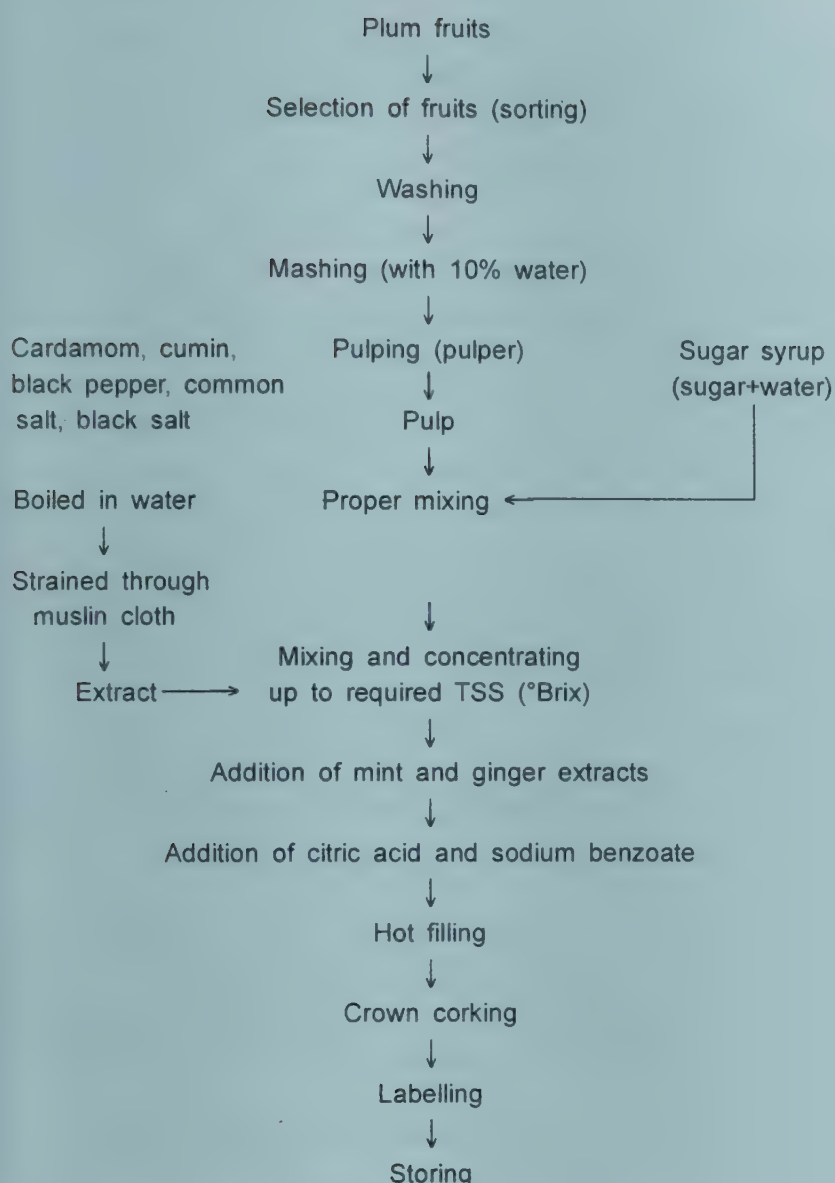 Plum fruits
↓
Selection of fruits (sorting)
↓
Washing
↓
Mashing (with 10% water)
↓
Cardamom, cumin,
black pepper, common
salt, black salt
Pulping (pulper)
↓
Pulp
↓
Sugar syrup
(sugar+water)
Boiled in water
↓
Strained through
muslin cloth
↓
Extract →
Proper mixing ←
↓
Mixing and concentrating
up to required TSS (°Brix)
↓
Addition of mint and ginger extracts
↓
Addition of citric acid and sodium benzoate
↓
Hot filling
↓
Crown corking
↓
Labelling
↓
Storing